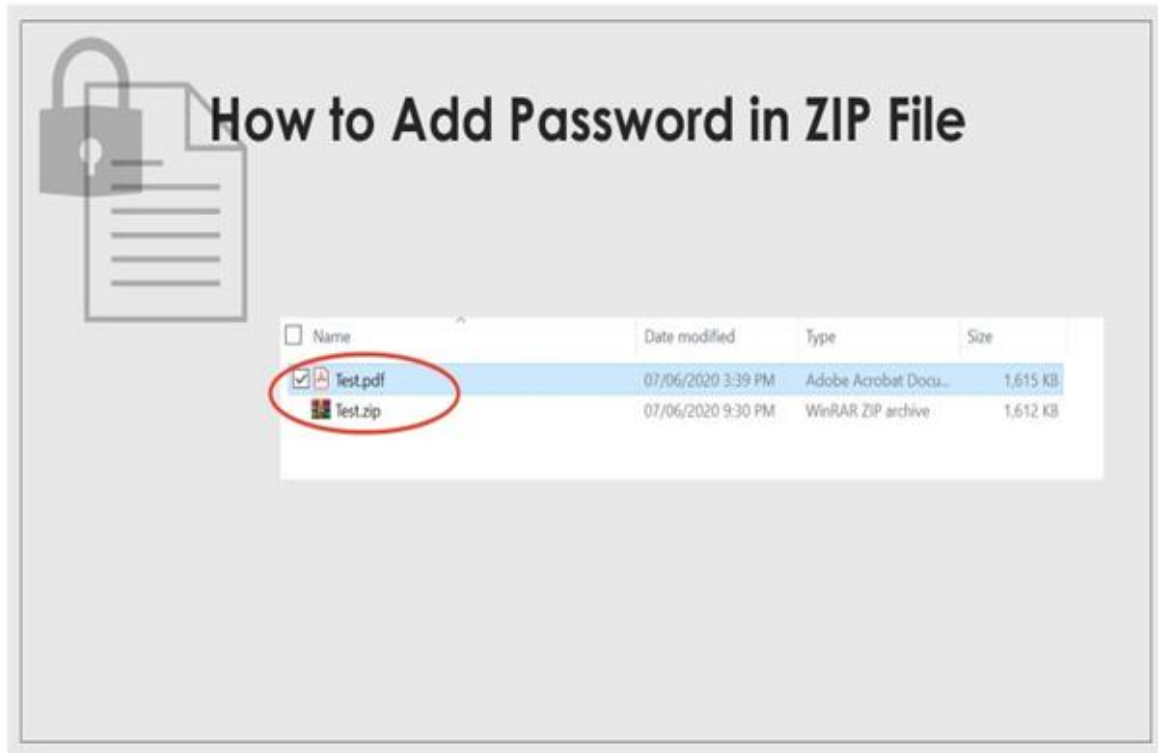 How to Add Password in ZIP File
Name Date modified Type Size
Test.pdf 07/06/2020 3:39 PM Adobe Acrobat Docu... 1,615 KB
Test.zip 07/06/2020 9:30 PM WinRAR ZIP archive 1,612 KB